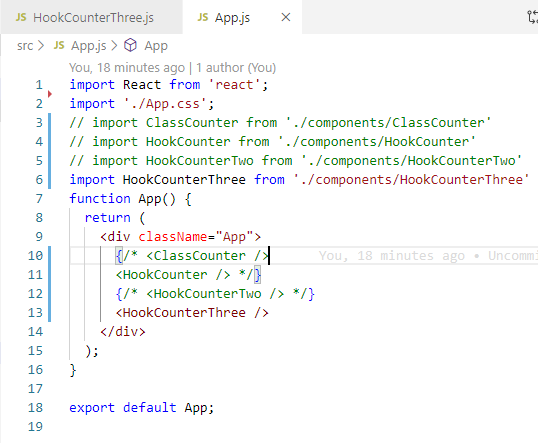 JS HookCounterThree.js JS App.js ×
src > JS App.js > App
You, 18 minutes ago | 1 author (You)
1 import React from 'react';
2 import './App.css';
3 // import ClassCounter from './components/ClassCounter'
4 // import HookCounter from './components/HookCounter'
5 // import HookCounterTwo from './components/HookCounterTwo'
6 import HookCounterThree from './components/HookCounterThree'
7 function App() {
8   return (
9     <div className="App">
10       {/* <ClassCounter /> You, 18 minutes ago • Uncommi
11       <HookCounter /> */}
12       {/* <HookCounterTwo /> */}
13       <HookCounterThree />
14     </div>
15   );
16 }
17
18 export default App;
19